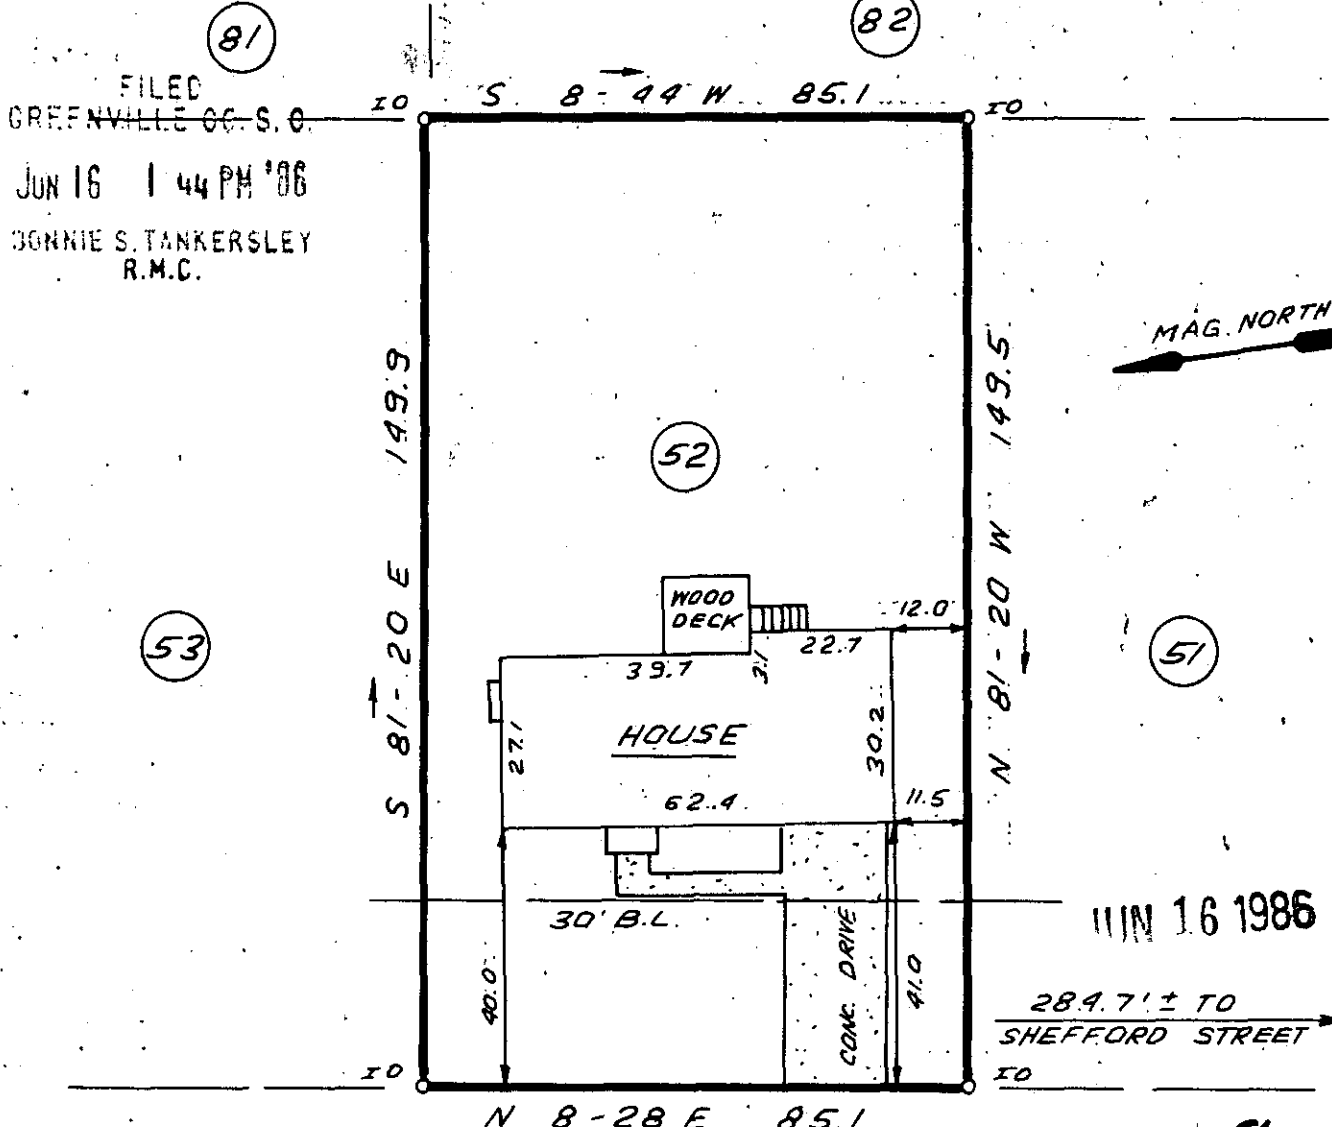 81
82
FILED
GREENVILLE CO. S. C.
JUN 16 1 44 PM '86
DONNIE S. TANKERSLEY
R.M.C.
IO
S 8-44 W 85.1
IO
MAG. NORTH
S 81-20 E 149.9
N 81-20 W 149.5
52
53
51
WOOD
DECK
12.0
22.7
39.7
3.1
27.1
HOUSE
30.2
62.4
11.5
30' B.L.
40.0
CONC. DRIVE
41.0
JUN 16 1986
284.7' ± TO
SHEFFORD STREET
IO
IO
N 8-28 E 85.1